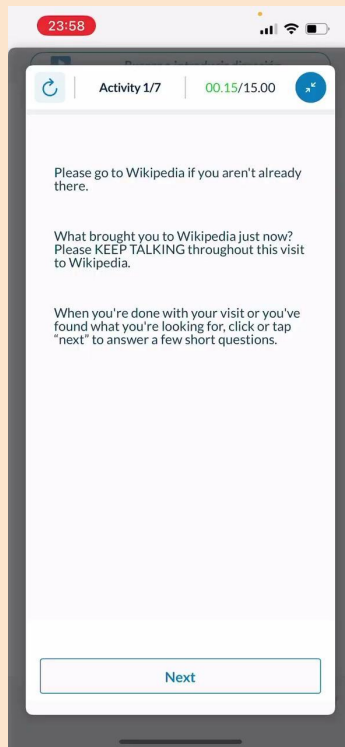 23:58
Activity 1/7
00.15/15.00
Please go to Wikipedia if you aren't already
there.
What brought you to Wikipedia just now?
Please KEEP TALKING throughout this visit
to Wikipedia.
When you're done with your visit or you've
found what you're looking for, click or tap
"next" to answer a few short questions.
Next